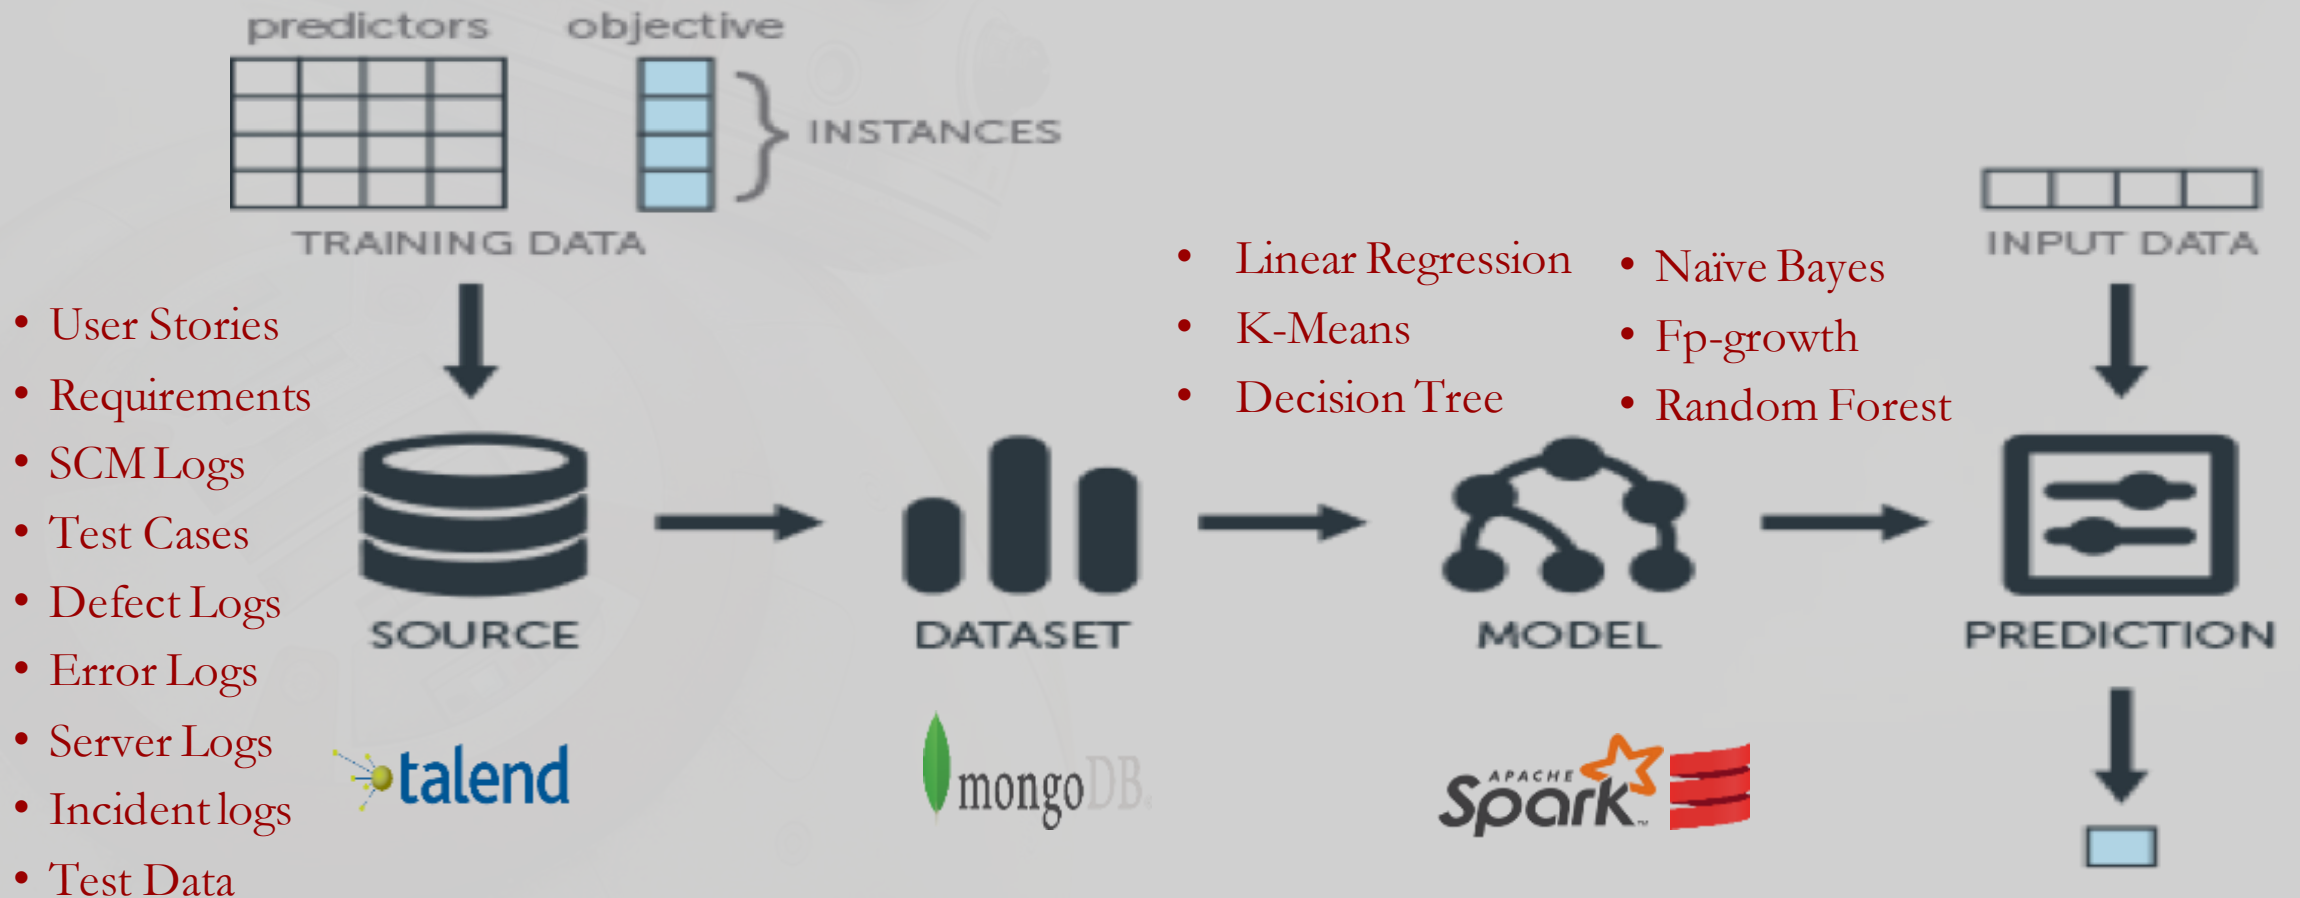 predictors
objective
INSTANCES
TRAINING DATA
INPUT DATA
• User Stories
• Requirements
• SCM Logs
• Test Cases
• Defect Logs
• Error Logs
• Server Logs
• Incident logs
• Test Data
• Linear Regression
• K-Means
• Decision Tree
• Naïve Bayes
• Fp-growth
• Random Forest
SOURCE
DATASET
MODEL
PREDICTION
talend
mongoDB
APACHE
Spark™